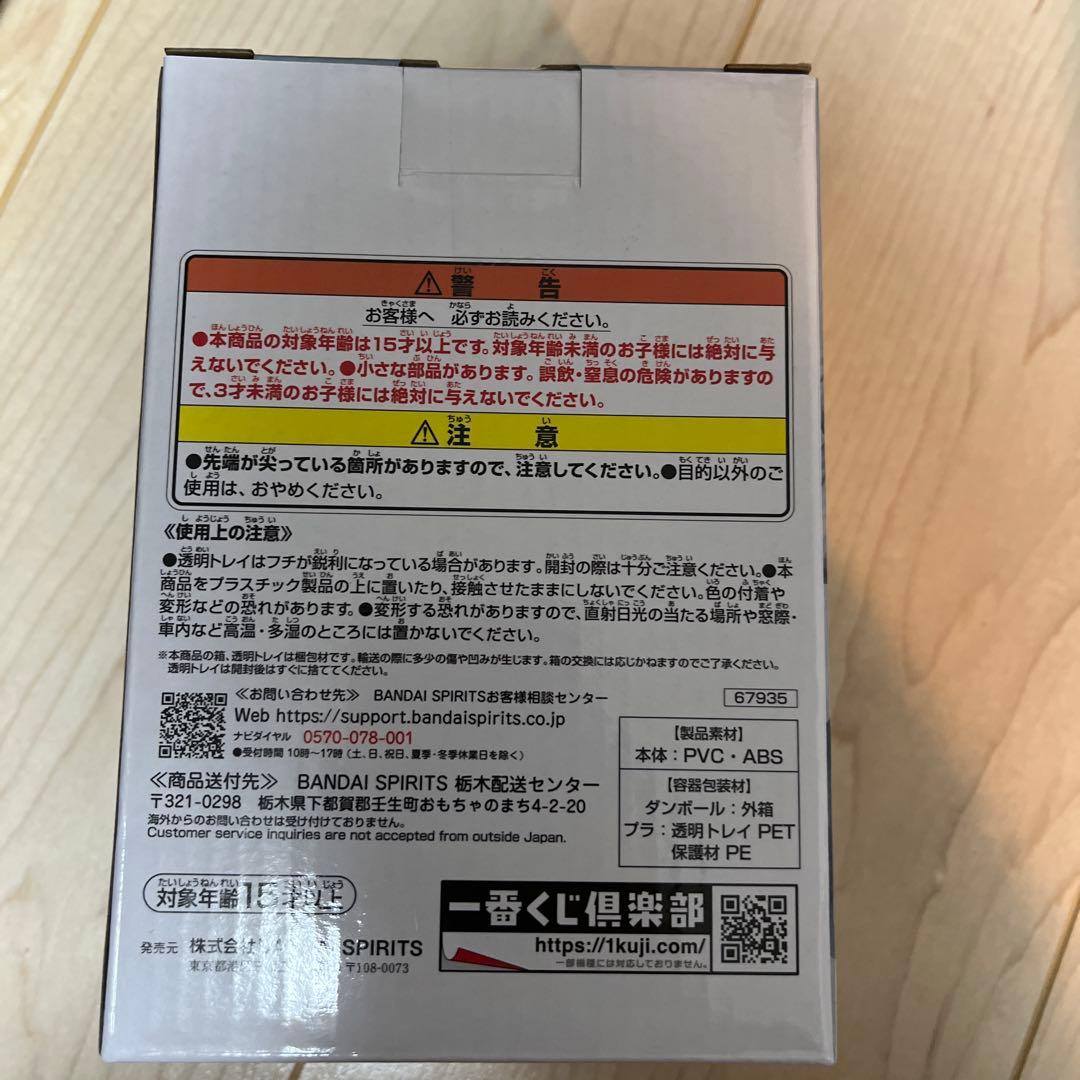 ⚠警告
お客様へ 必ずお読みください。
●本商品の対象年齢は15才以上です。対象年齢未満のお子様には絶対に与
えないでください。●小さな部品があります。誤飲・窒息の危険がありますの
で、3才未満のお子様には絶対に与えないでください。
⚠注意
●先端が尖っている箇所がありますので、注意してください。●目的以外のご
使用は、おやめください。
《使用上の注意》
●透明トレイはフチが鋭利になっている場合があります。開封の際は十分ご注意ください。●本
商品をプラスチック製品の上に置いたり、接触させたままにしないでください。色の付着や
変形などの恐れがあります。●変形する恐れがありますので、直射日光の当たる場所や窓際・
車内など高温・多湿のところには置かないでください。
※本商品の箱、透明トレイは梱包材です。輸送の際に多少の傷や凹みが生じます。箱の交換には応じかねますのでご了承ください。
透明トレイは開封後はすぐに捨ててください。
≪お問い合わせ先≫ BANDAI SPIRITSお客様相談センター
67935
Web https://support.bandaispirits.co.jp
ナビダイヤル 0570-078-001
●受付時間 10時～17時(土、日、祝日、夏季・冬季休業日を除く)
≪商品送付先≫ BANDAI SPIRITS 栃木配送センター
〒321-0298 栃木県下都賀郡壬生町おもちゃのまち4-2-20
海外からのお問い合わせは受け付けておりません。
Customer service inquiries are not accepted from outside Japan.
【製品素材】
本体：PVC・ABS
【容器包装材】
ダンボール：外箱
プラ：透明トレイ PET
保護材 PE
対象年齢15才以上
発売元 株式会社 SPIRITS
東京都港 〒108-0073
一番くじ倶楽部
https://1kuji.com/
一部機種には対応しておりません。